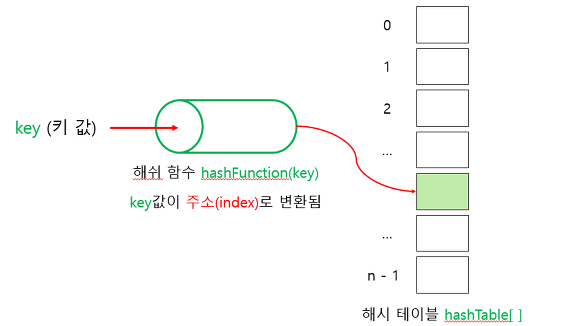 0
1
2
...
...
n - 1
key (키 값)
해쉬 함수 hashFunction(key)
key값이 주소(index)로 변환됨
해시 테이블 hashTable[ ]